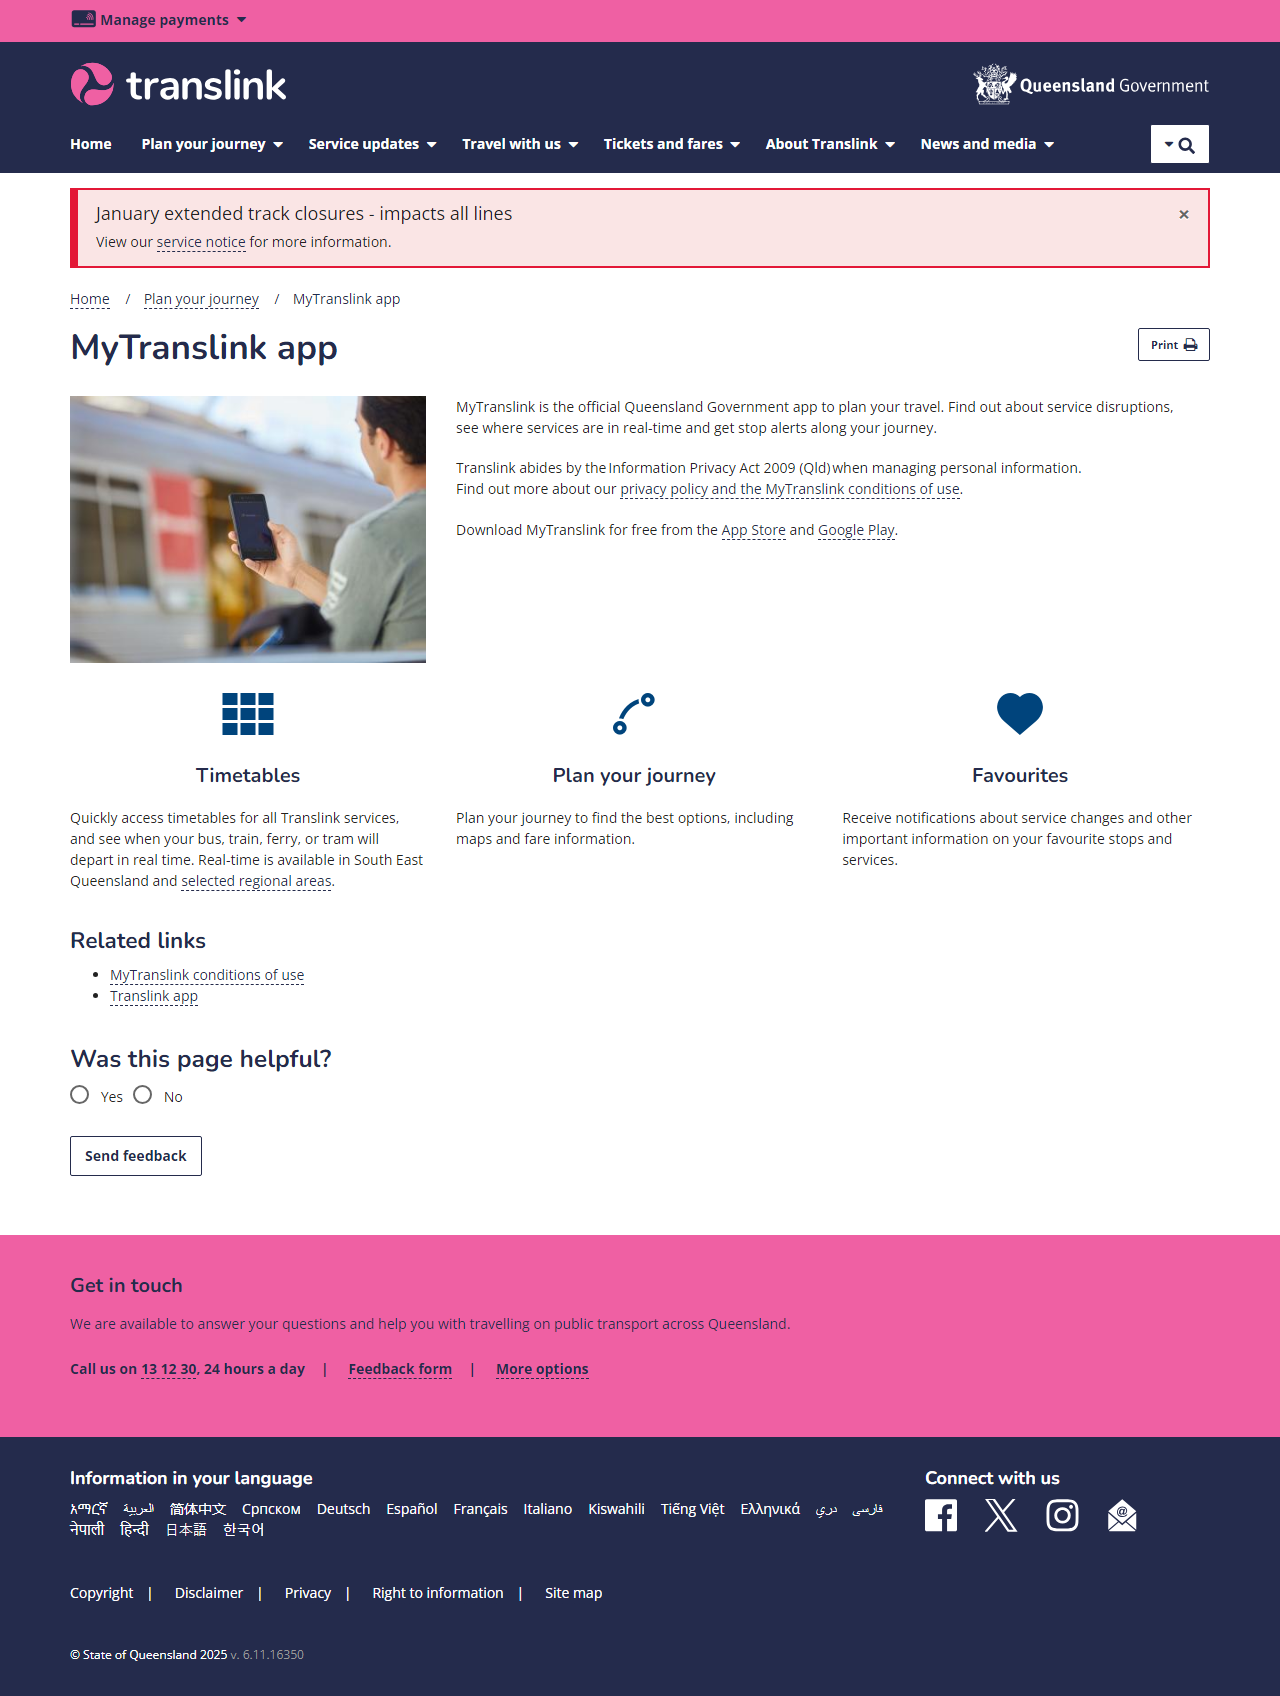 Manage payments
translink
Queensland Government
Home Plan your journey Service updates Travel with us Tickets and fares About Translink News and media
January extended track closures - impacts all lines
×
View our service notice for more information.
Home / Plan your journey / MyTranslink app
MyTranslink app
Print
MyTranslink is the official Queensland Government app to plan your travel. Find out about service disruptions,
see where services are in real-time and get stop alerts along your journey.
Translink abides by the Information Privacy Act 2009 (Qld) when managing personal information.
Find out more about our privacy policy and the MyTranslink conditions of use.
Download MyTranslink for free from the App Store and Google Play.
Timetables
Quickly access timetables for all Translink services,
and see when your bus, train, ferry, or tram will
depart in real time. Real-time is available in South East
Queensland and selected regional areas.
Plan your journey
Plan your journey to find the best options, including
maps and fare information.
Favourites
Receive notifications about service changes and other
important information on your favourite stops and
services.
Related links
• MyTranslink conditions of use
• Translink app
Was this page helpful?
Yes No
Send feedback
Get in touch
We are available to answer your questions and help you with travelling on public transport across Queensland.
Call us on 13 12 30, 24 hours a day | Feedback form | More options
Information in your language
አማርኛ العربية 简体中文 Српском Deutsch Español Français Italiano Kiswahili Tiếng Việt Ελληνικά دري فارسی
नेपाली हिन्दी 日本語 한국어
Connect with us
Copyright | Disclaimer | Privacy | Right to information | Site map
© State of Queensland 2025 v. 6.11.16350